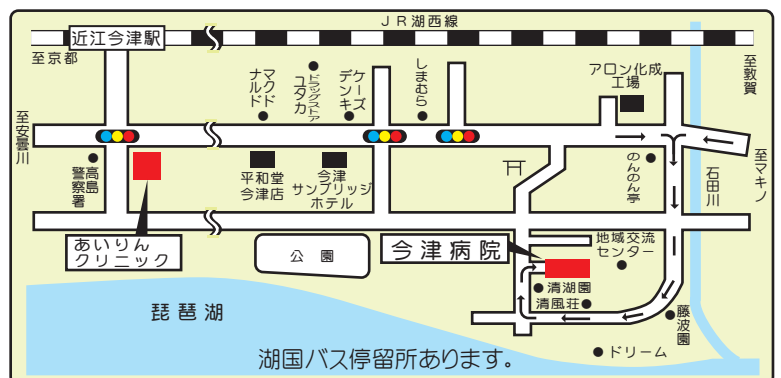 JR湖西線
近江今津駅
至京都
至敦賀
マクド
ナルド
ドラッグストア
ユタカ
ケーズ
デンキ
しまむら
アロン化成
工場
至安曇川
至マキノ
高島
警察署
平和堂
今津店
今津
サンブリッジ
ホテル
のんのん亭
石田川
あいりん
クリニック
公園
今津病院
地域交流
センター
清湖園
清風荘
藤波園
琵琶湖
ドリーム
湖国バス停留所あります。